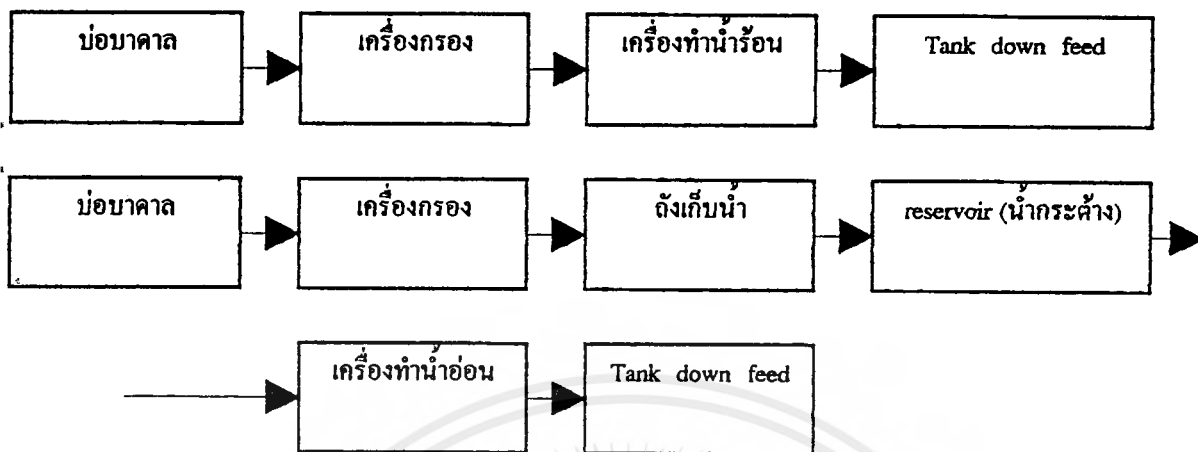 บ่อบาดาล เครื่องกรอง เครื่องทำน้ำร้อน Tank down feed
บ่อบาดาล เครื่องกรอง ถังเก็บน้ำ reservoir (น้ำกระด้าง)
เครื่องทำน้ำอ่อน Tank down feed